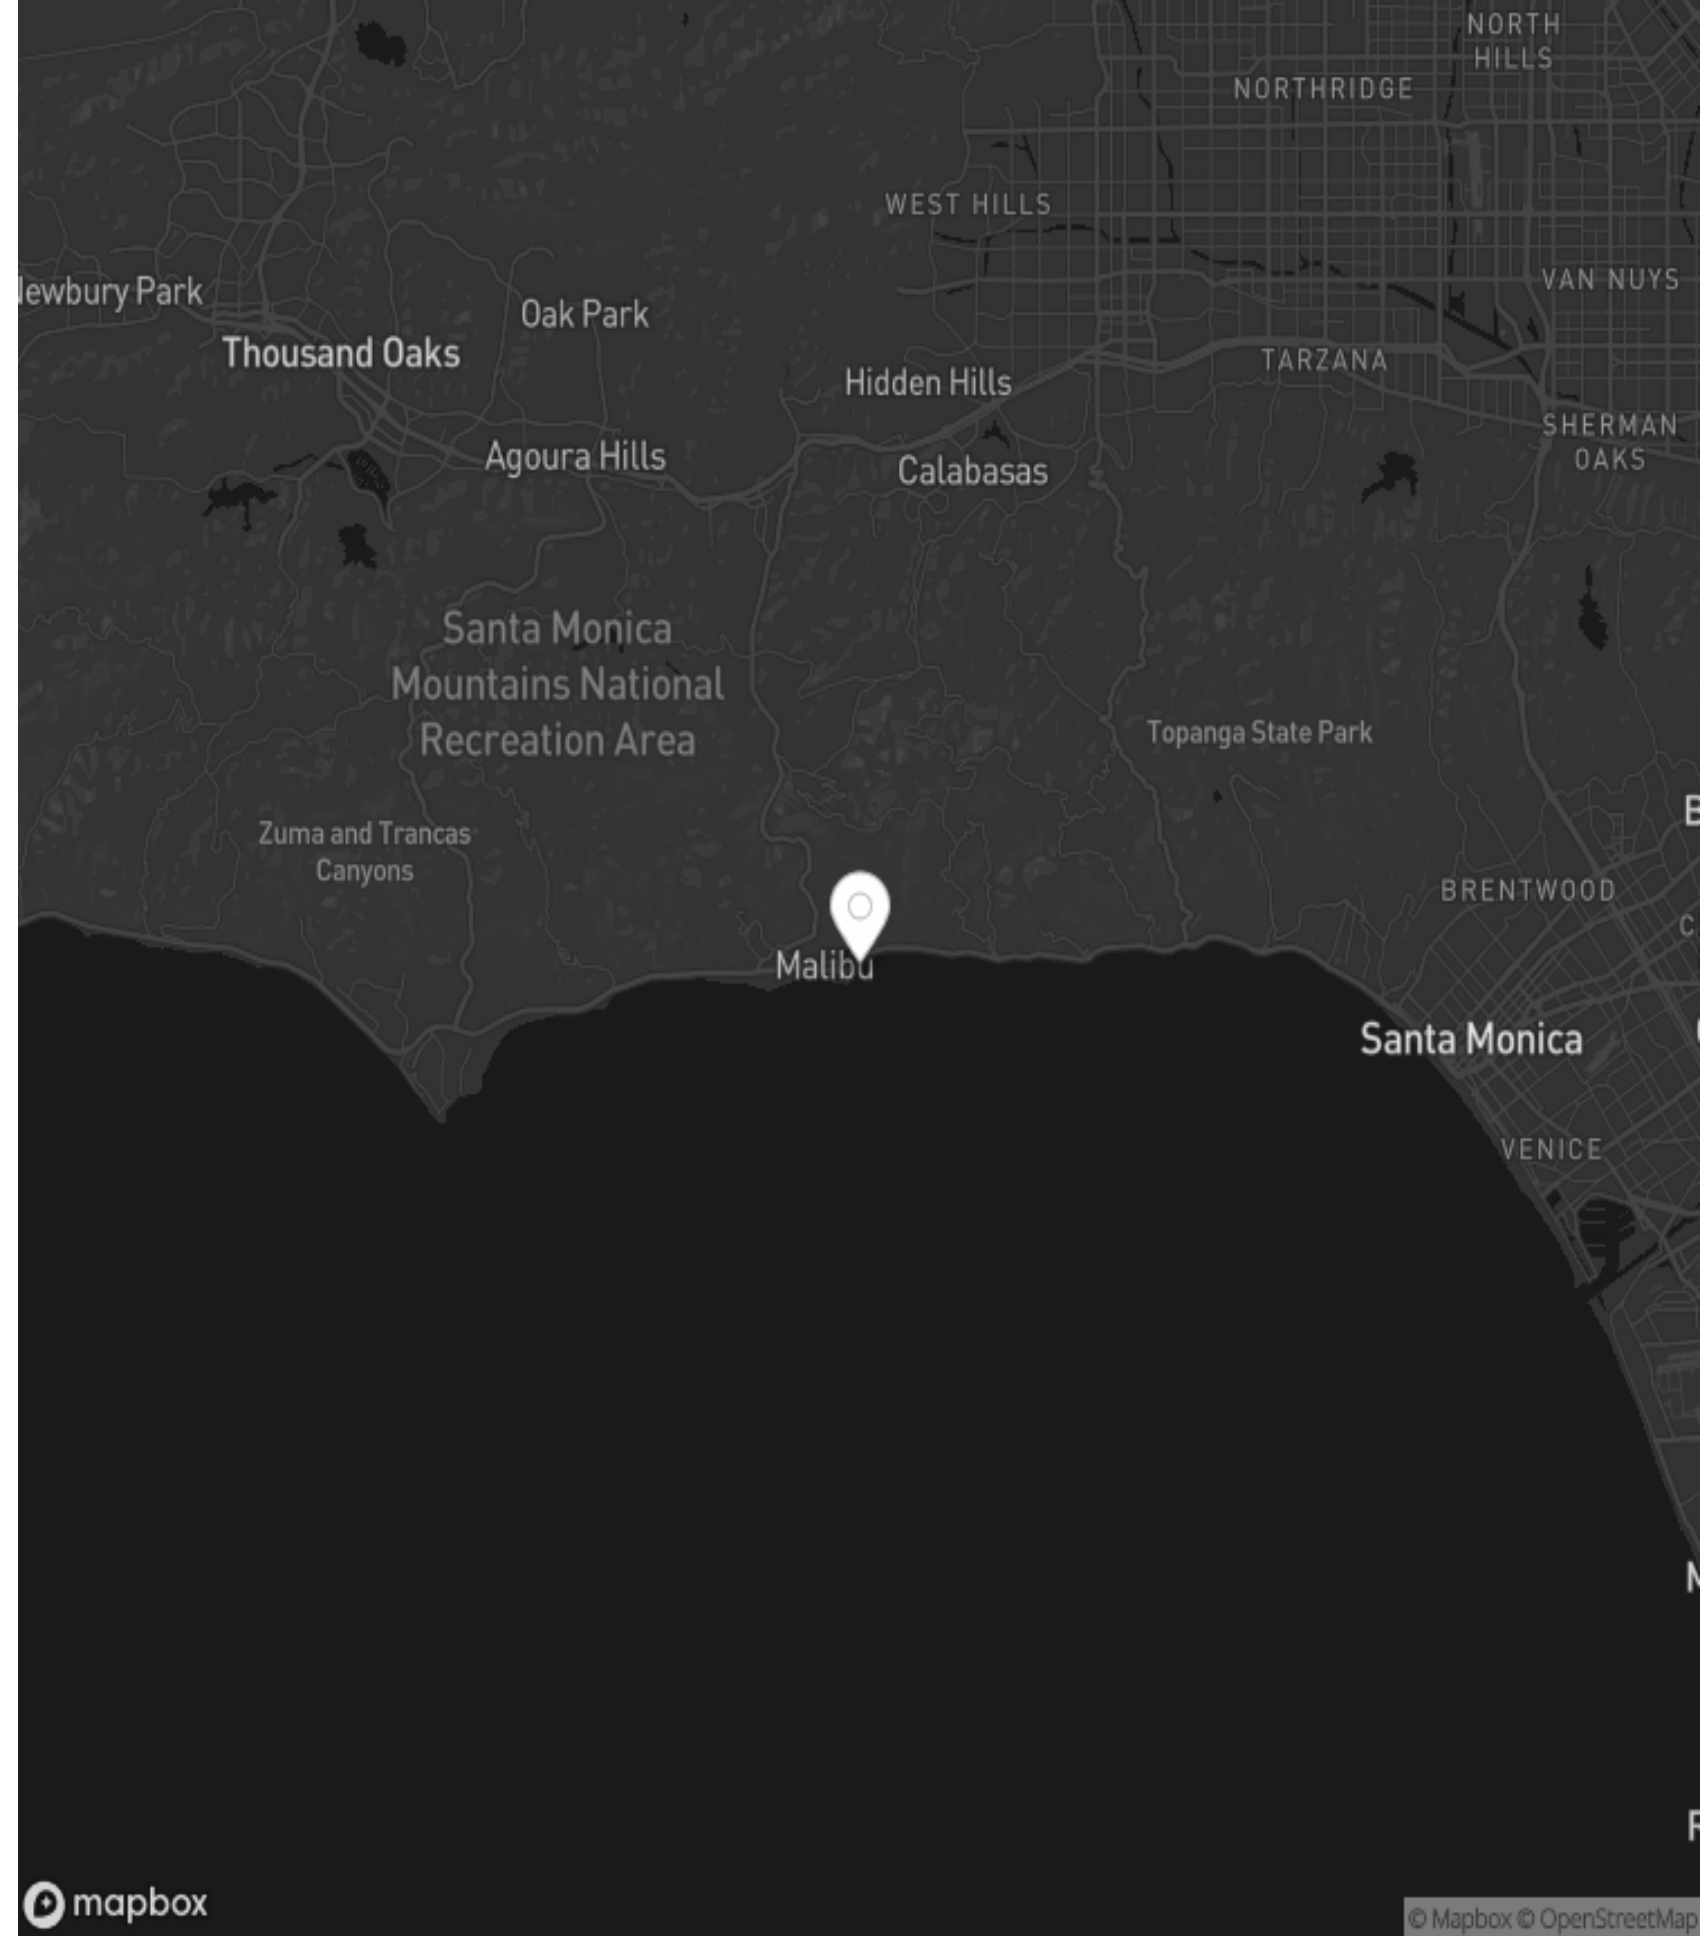 NORTH
HILLS
NORTHRIDGE
WEST HILLS
VAN NUYS
Newbury Park
Oak Park
Thousand Oaks
TARZANA
Hidden Hills
SHERMAN
OAKS
Agoura Hills
Calabasas
Santa Monica
Mountains National
Recreation Area
Topanga State Park
Zuma and Trancas
Canyons
BRENTWOOD
Malibu
Santa Monica
VENICE
mapbox
© Mapbox © OpenStreetMap